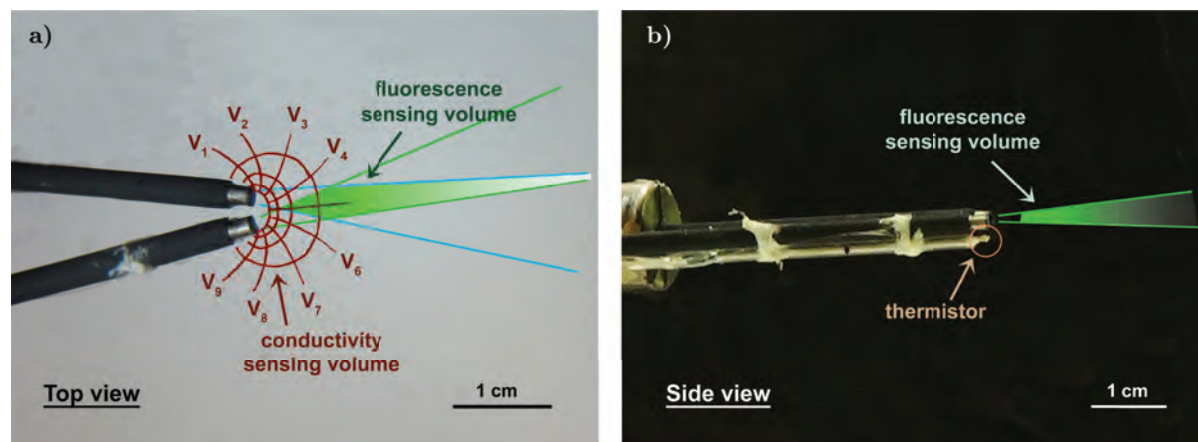 a)
fluorescence
sensing volume
V1
V2
V3
V4
V6
V7
V8
V9
conductivity
sensing volume
Top view
1 cm
b)
fluorescence
sensing volume
thermistor
Side view
1 cm